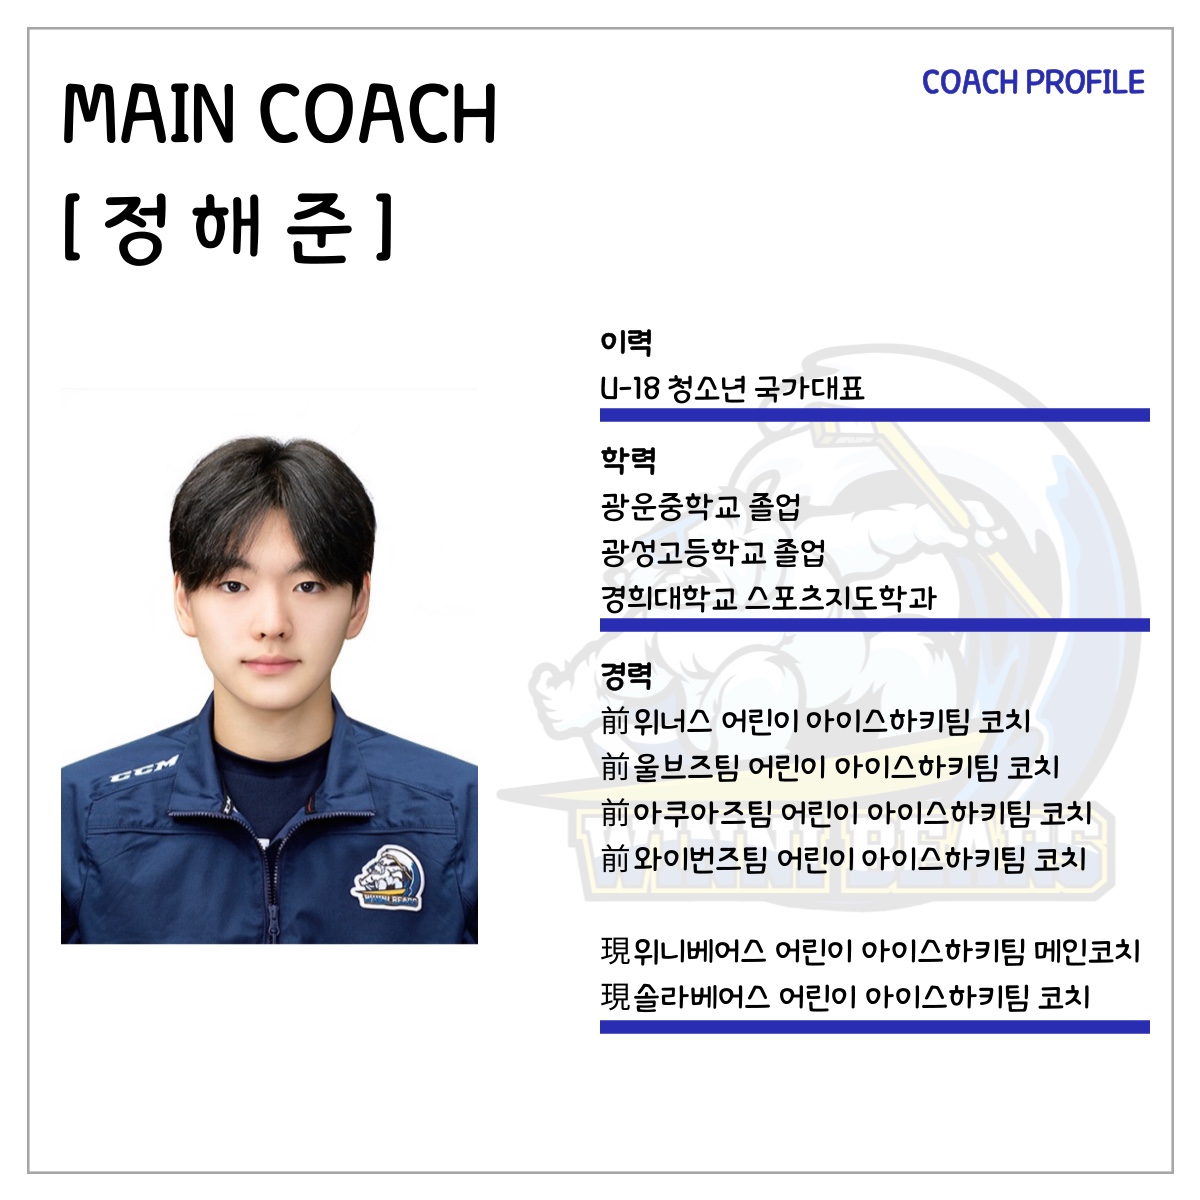 MAIN COACH
COACH PROFILE
[ 정 해 준 ]
이력
U-18 청소년 국가대표
학력
광운중학교 졸업
광성고등학교 졸업
경희대학교 스포츠지도학과
경력
前위너스 어린이 아이스하키팀 코치
前울브즈팀 어린이 아이스하키팀 코치
前아쿠아즈팀 어린이 아이스하키팀 코치
前와이번즈팀 어린이 아이스하키팀 코치
現위니베어스 어린이 아이스하키팀 메인코치
現솔라베어스 어린이 아이스하키팀 코치
CCM
WINNI BEARS
WINNI BEARS